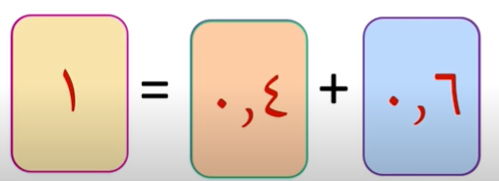 ١ = ٠,٤ + ٠,٦